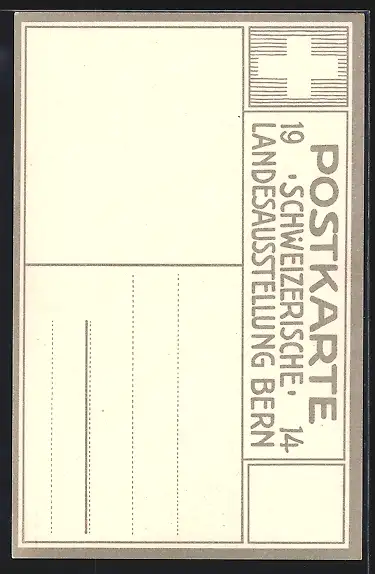 POSTKARTE
19 'SCHWEIZERISCHE' 14
LANDESAUSSTELLUNG BERN